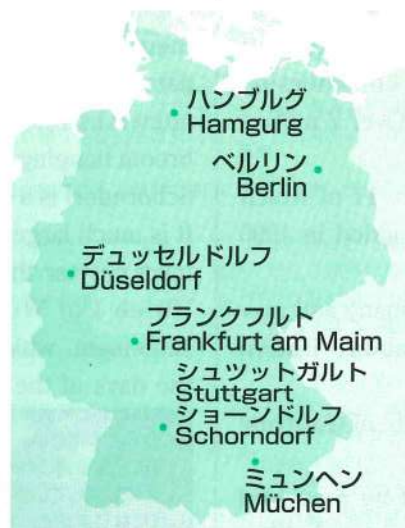 ハンブルグ
Hamgurg
ベルリン
Berlin
デュッセルドルフ
Düseldorf
フランクフルト
Frankfurt am Maim
シュツットガルト
Stuttgart
ショーンドルフ
Schorndorf
ミュンヘン
Müchen